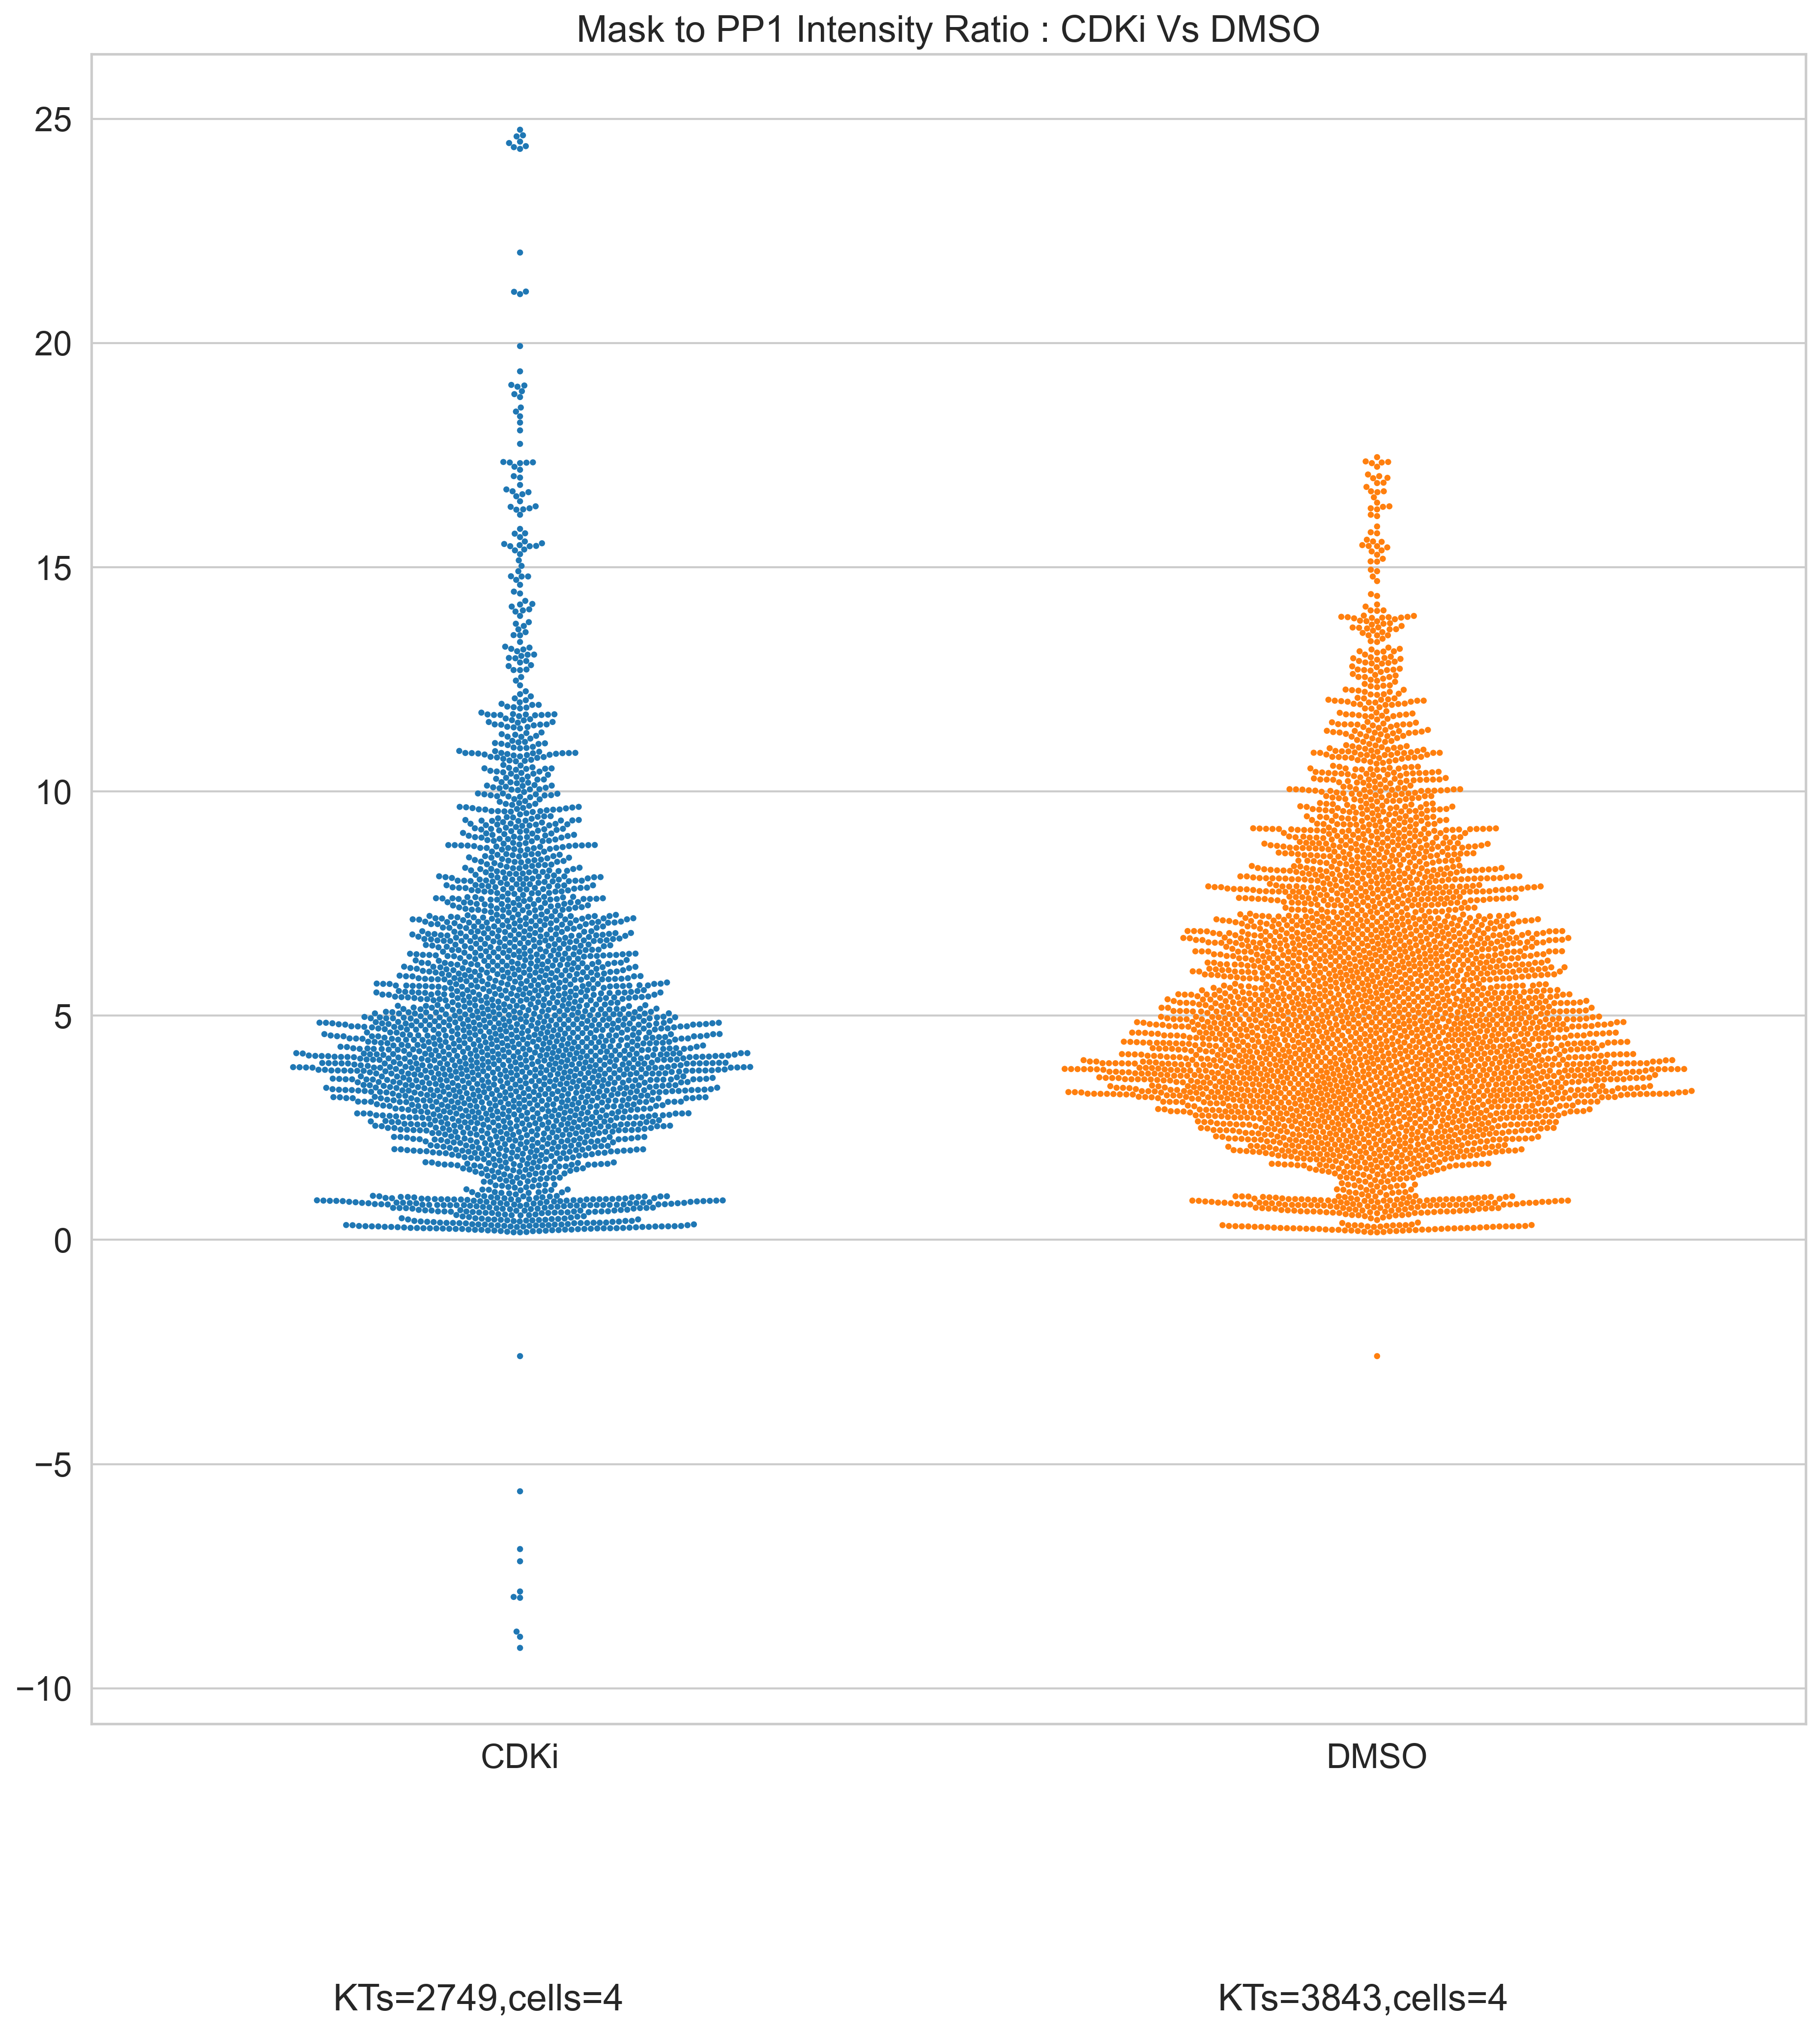 Mask to PP1 Intensity Ratio : CDKi Vs DMSO
25
20
15
10
5
0
−5
−10
CDKi DMSO
KTs=2749,cells=4 KTs=3843,cells=4